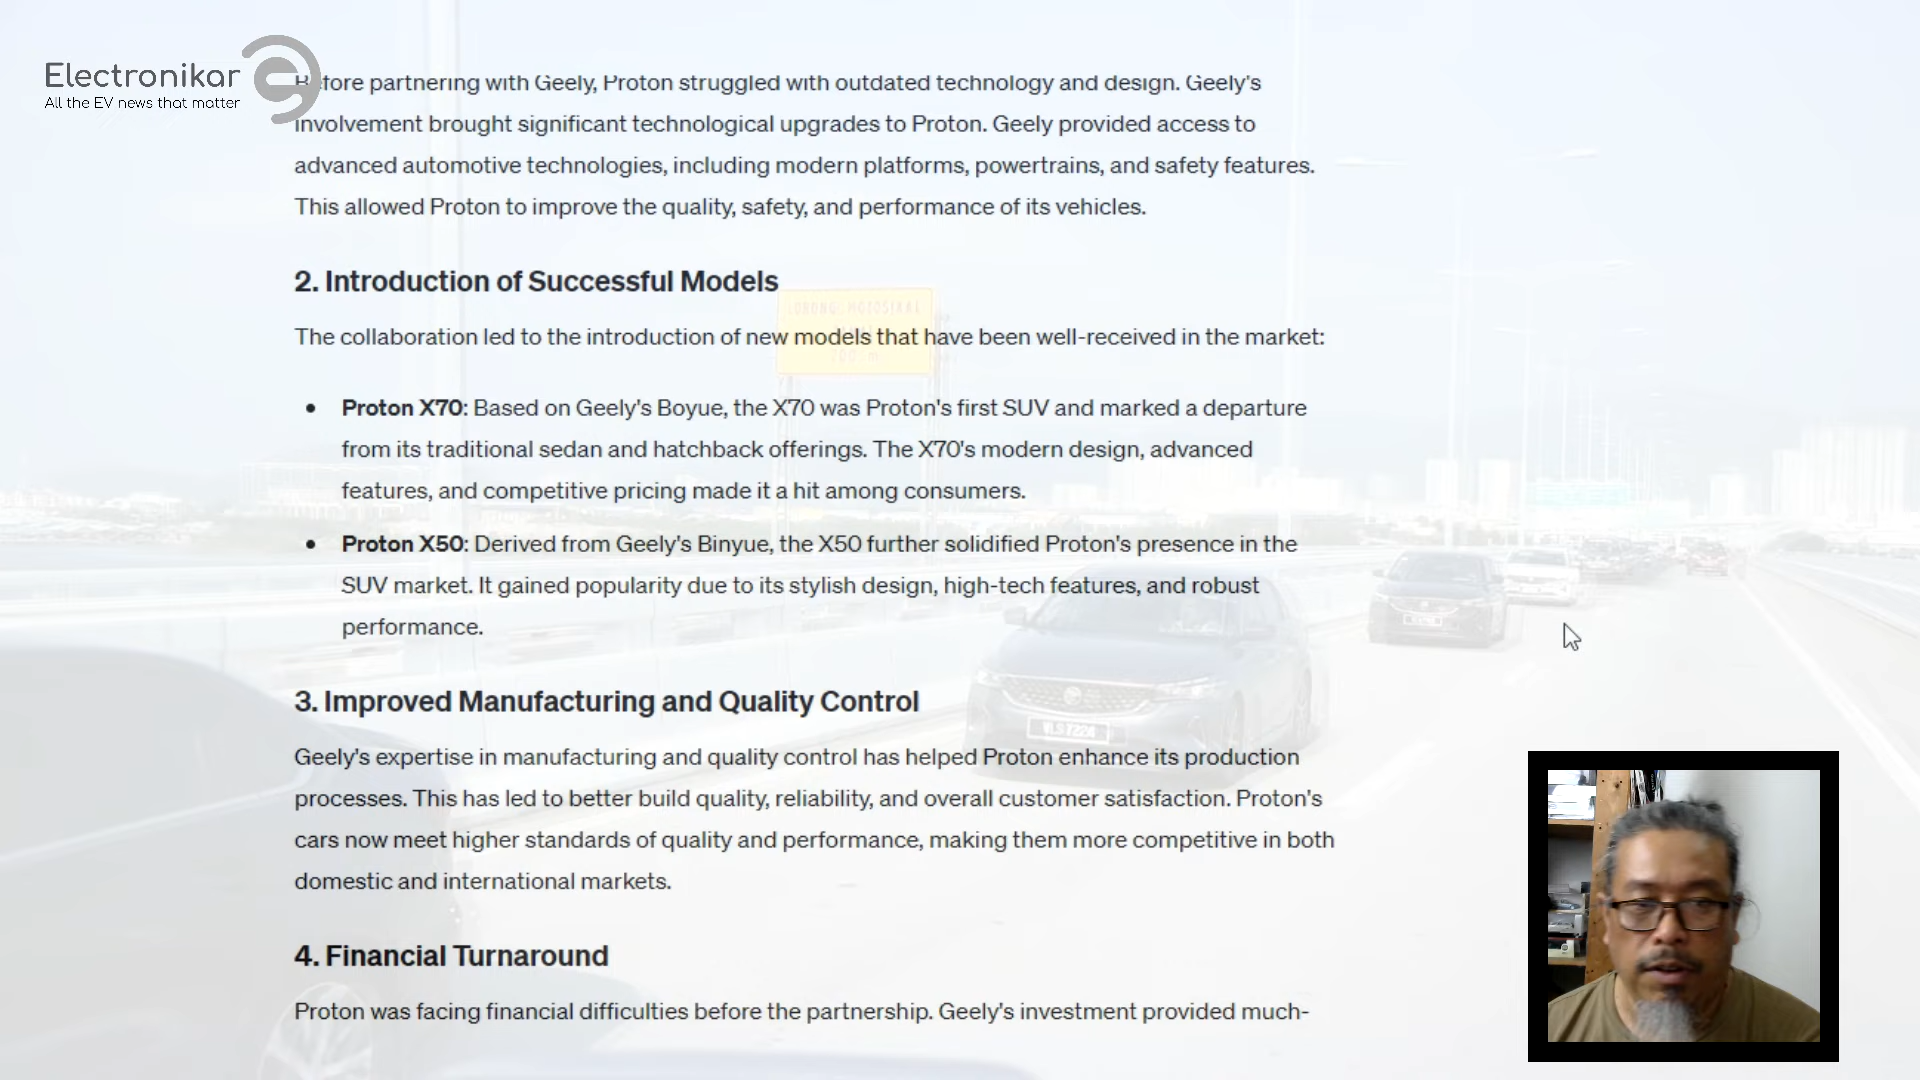 Electronikar
All the EV news that matter
Before partnering with Geely, Proton struggled with outdated technology and design. Geely's
involvement brought significant technological upgrades to Proton. Geely provided access to
advanced automotive technologies, including modern platforms, powertrains, and safety features.
This allowed Proton to improve the quality, safety, and performance of its vehicles.
2. Introduction of Successful Models
The collaboration led to the introduction of new models that have been well-received in the market:
• Proton X70: Based on Geely's Boyue, the X70 was Proton's first SUV and marked a departure
from its traditional sedan and hatchback offerings. The X70's modern design, advanced
features, and competitive pricing made it a hit among consumers.
• Proton X50: Derived from Geely's Binyue, the X50 further solidified Proton's presence in the
SUV market. It gained popularity due to its stylish design, high-tech features, and robust
performance.
3. Improved Manufacturing and Quality Control
Geely's expertise in manufacturing and quality control has helped Proton enhance its production
processes. This has led to better build quality, reliability, and overall customer satisfaction. Proton's
cars now meet higher standards of quality and performance, making them more competitive in both
domestic and international markets.
4. Financial Turnaround
Proton was facing financial difficulties before the partnership. Geely's investment provided much-